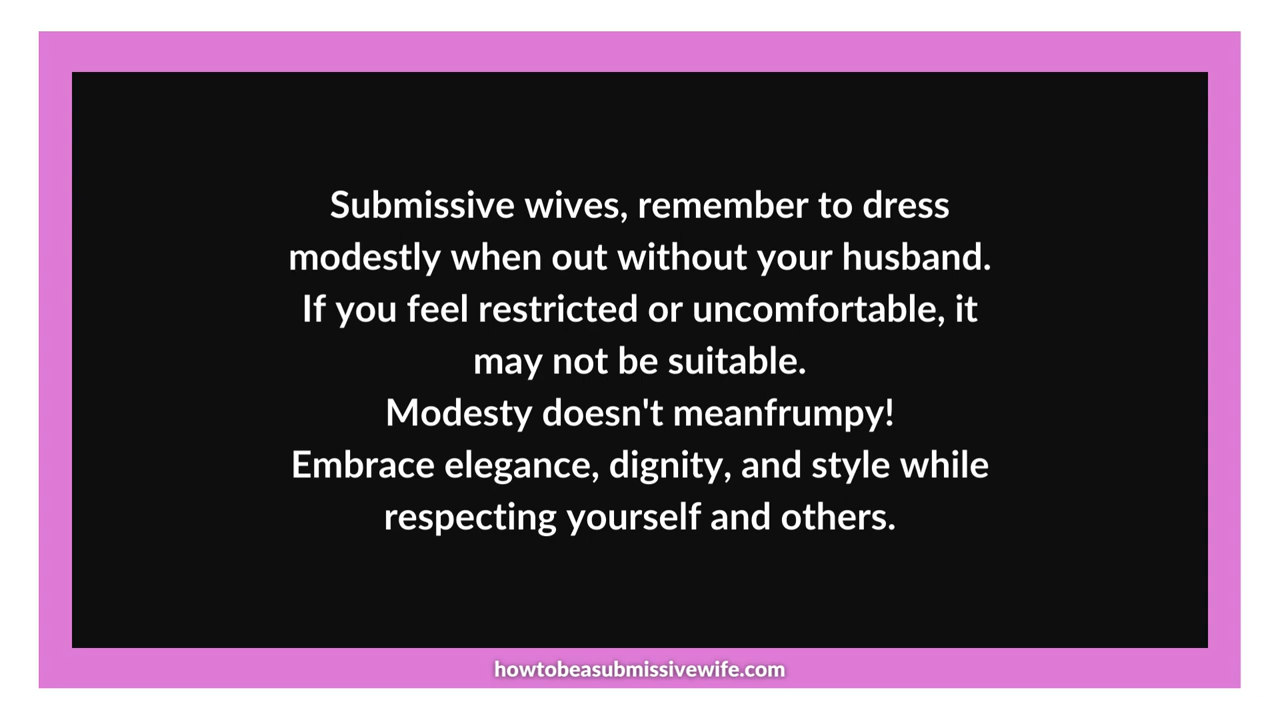 Submissive wives, remember to dress
modestly when out without your husband.
If you feel restricted or uncomfortable, it
may not be suitable.
Modesty doesn't meanfrumpy!
Embrace elegance, dignity, and style while
respecting yourself and others.
howtobeasubmissivewife.com